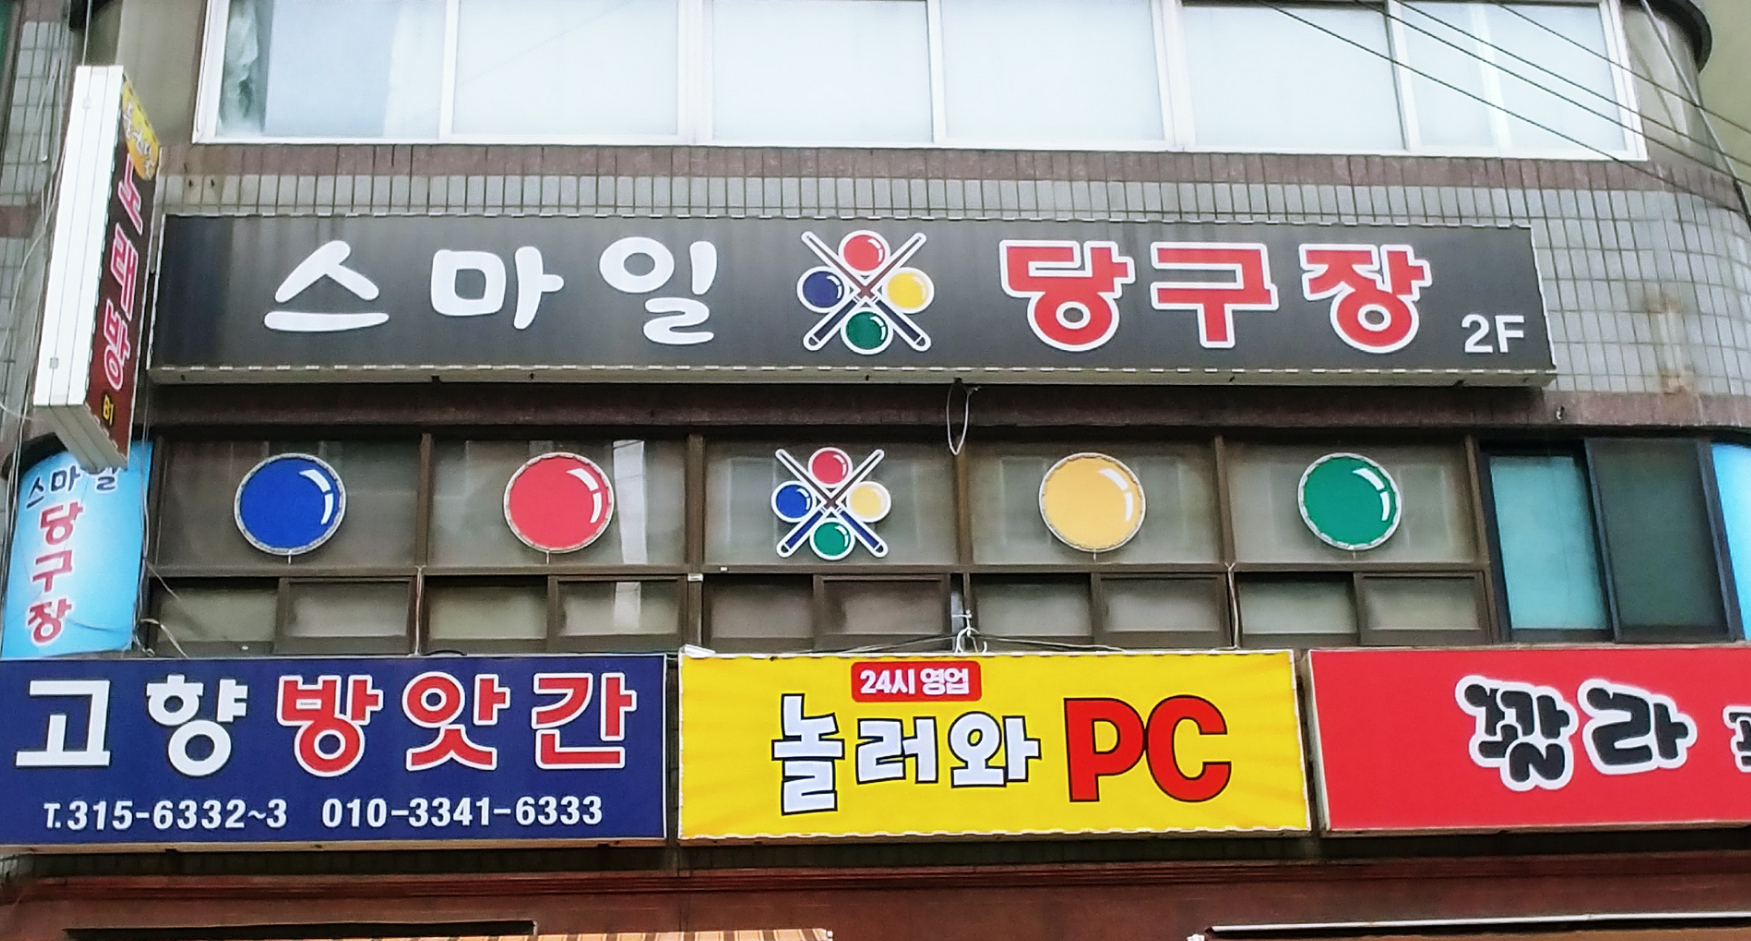 노래방
B1
스마일 당구장 2F
스마일
당구장
고향 방앗간
T.315-6332~3 010-3341-6333
24시 영업
놀러와 PC
짤라